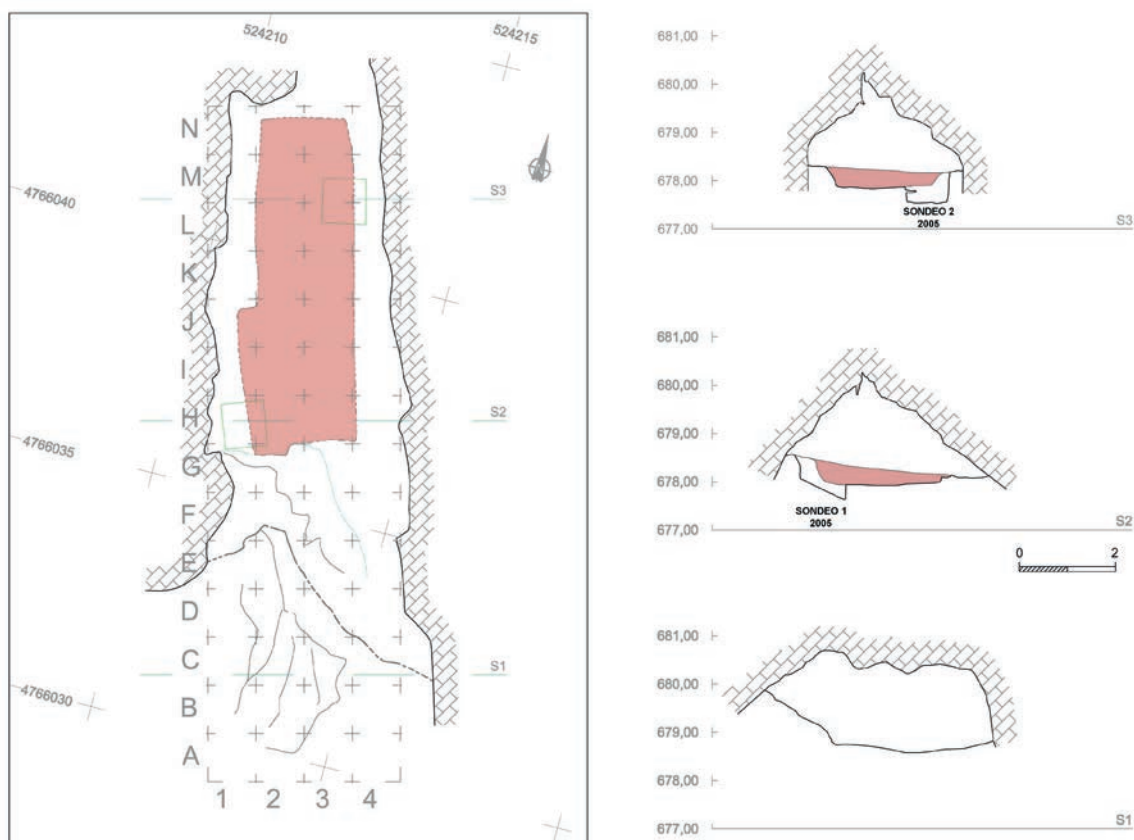 524210
524215
4766040
4766035
4766030
N
M
L
K
J
I
H
G
F
E
D
C
B
A
1 2 3 4
S3
S2
S1
681,00
680,00
679,00
678,00
677,00
SONDEO 2
2005
S3
681,00
680,00
679,00
678,00
677,00
SONDEO 1
2005
S2
0 2
681,00
680,00
679,00
678,00
677,00
S1